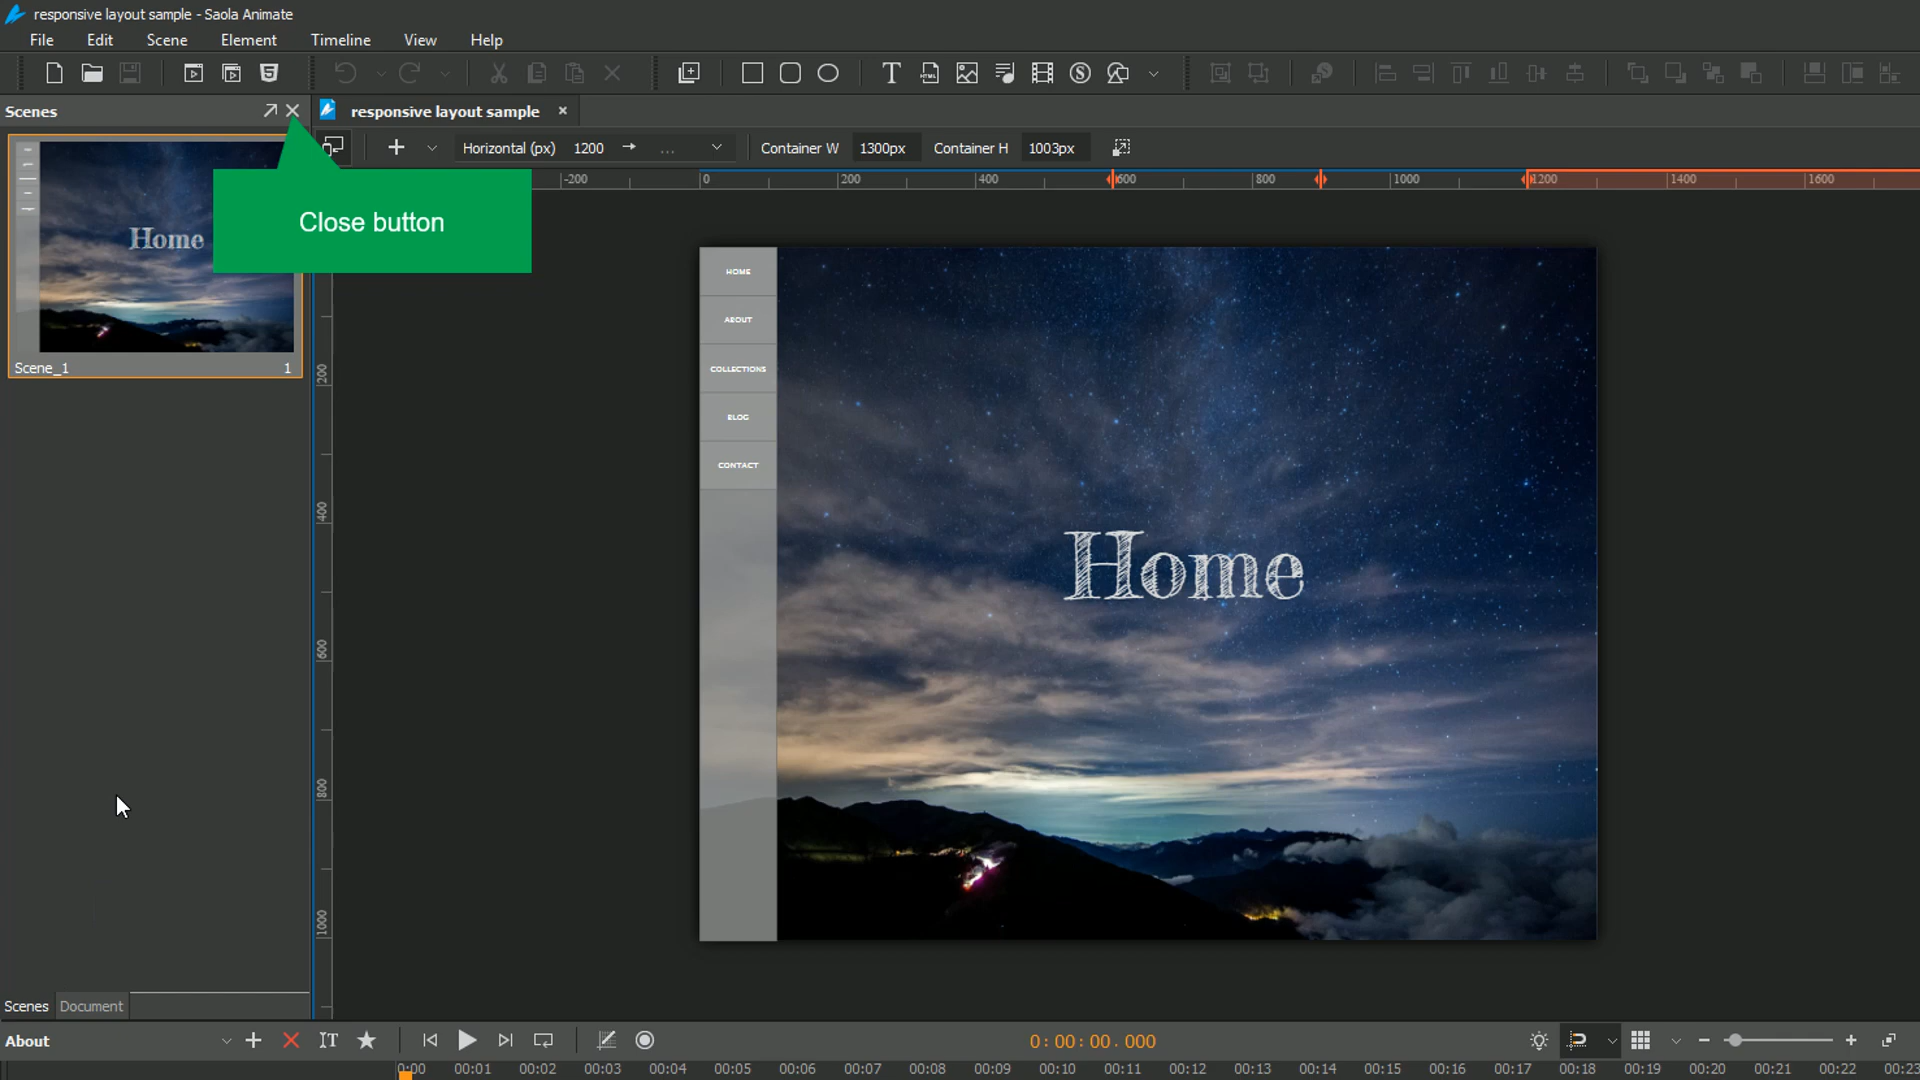 responsive layout sample - Saola Animate
File Edit Scene Element Timeline View Help
Scenes
responsive layout sample
Horizontal (px) 1200 ... Container W 1300px Container H 1003px
-200 0 200 400 600 800 1000 1200 1400 1600
Close button
Home
Scene_1 1
HOME
ABOUT
COLLECTIONS
BLOG
CONTACT
Home
200
400
600
800
1000
Scenes Document
About
0:00:00.000
0:00 00:01 00:02 00:03 00:04 00:05 00:06 00:07 00:08 00:09 00:10 00:11 00:12 00:13 00:14 00:15 00:16 00:17 00:18 00:19 00:20 00:21 00:22 00:23